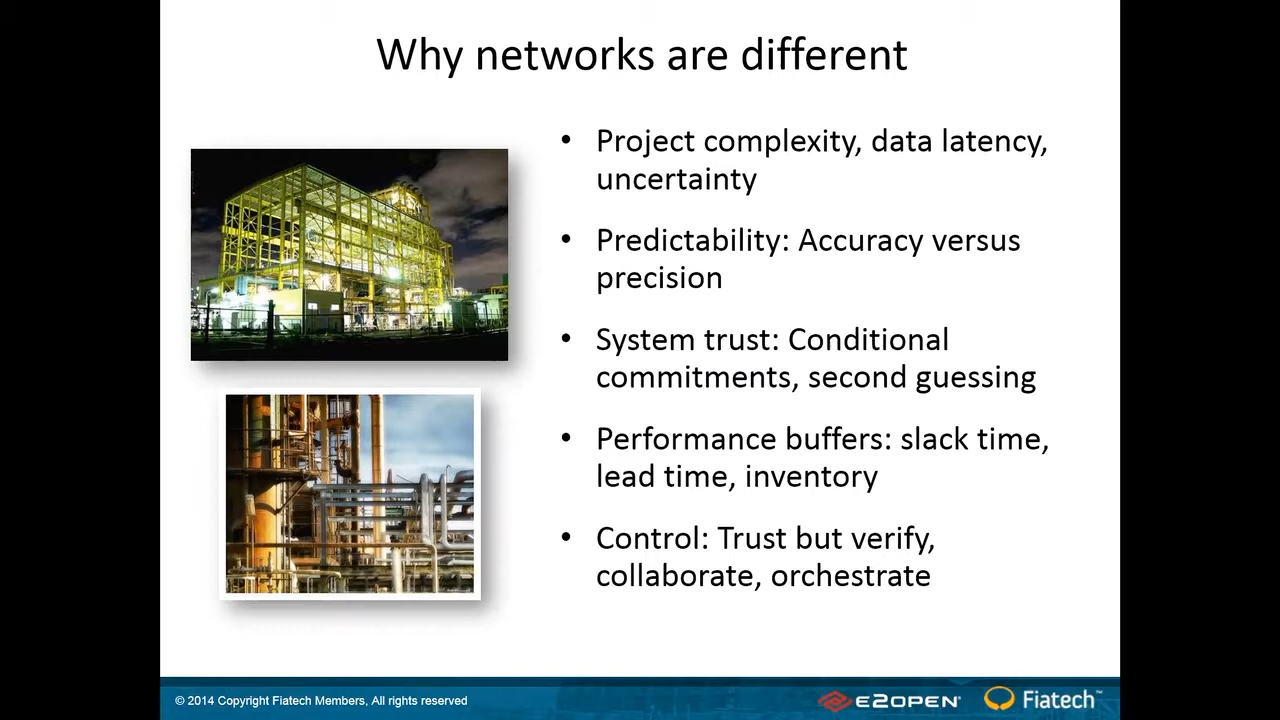 Why networks are different
• Project complexity, data latency,
uncertainty
• Predictability: Accuracy versus
precision
• System trust: Conditional
commitments, second guessing
• Performance buffers: slack time,
lead time, inventory
• Control: Trust but verify,
collaborate, orchestrate
© 2014 Copyright Fiatech Members, All rights reserved
E2OPEN
Fiatech™